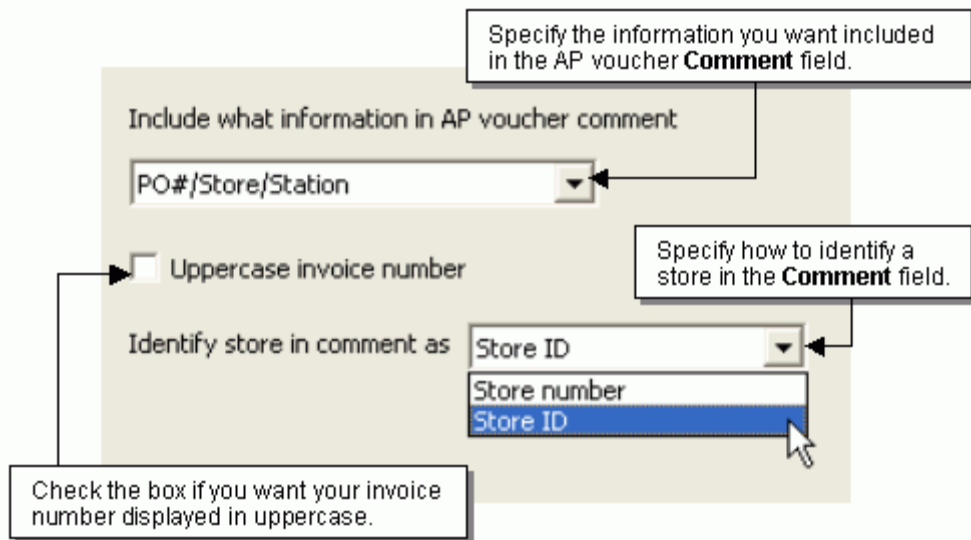 Specify the information you want included
in the AP voucher Comment field.
Include what information in AP voucher comment
PO#/Store/Station
Uppercase invoice number
Specify how to identify a
store in the Comment field.
Identify store in comment as
Store ID
Store number
Store ID
Check the box if you want your invoice
number displayed in uppercase.